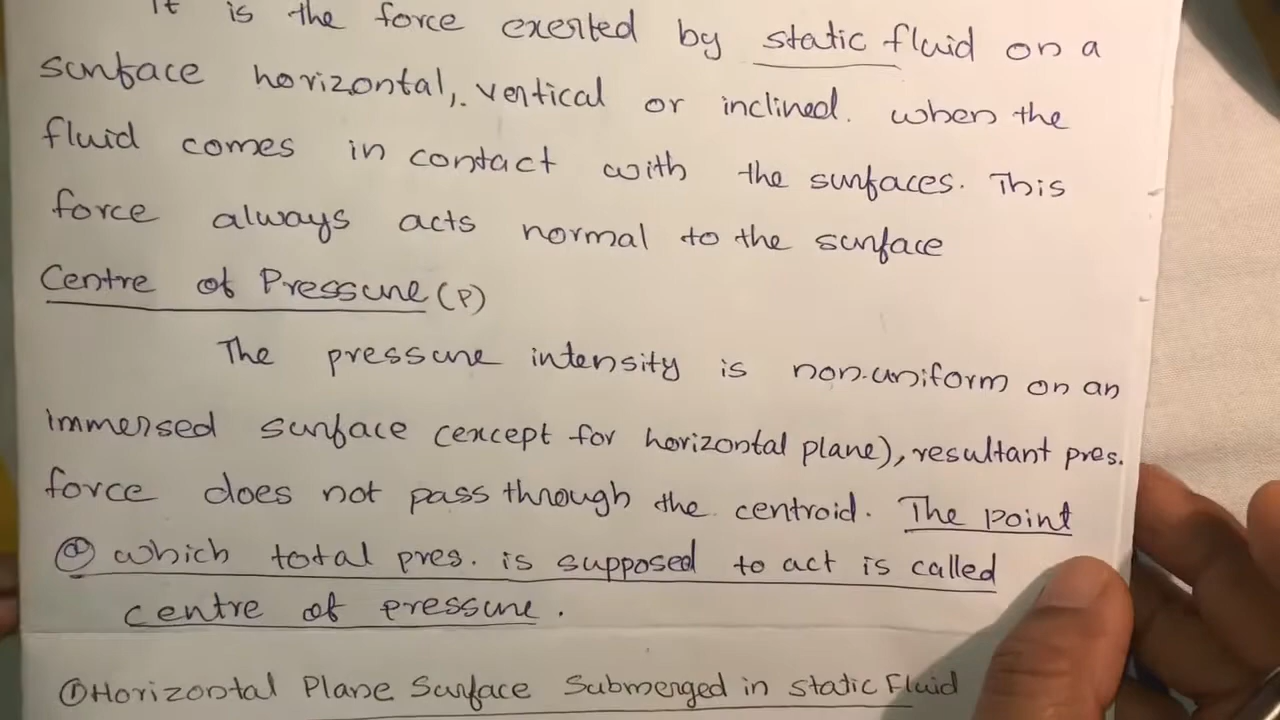 It is the force exerted by static fluid on a
surface horizontal, vertical or inclined. when the
fluid comes in contact with the surfaces. This
force always acts normal to the surface
Centre of Pressure (P)
The pressure intensity is non-uniform on an
immersed surface (except for horizontal plane), resultant pres.
force does not pass through the centroid. The point
@ which total pres. is supposed to act is called
centre of pressure.
① Horizontal Plane Surface Submerged in static Fluid